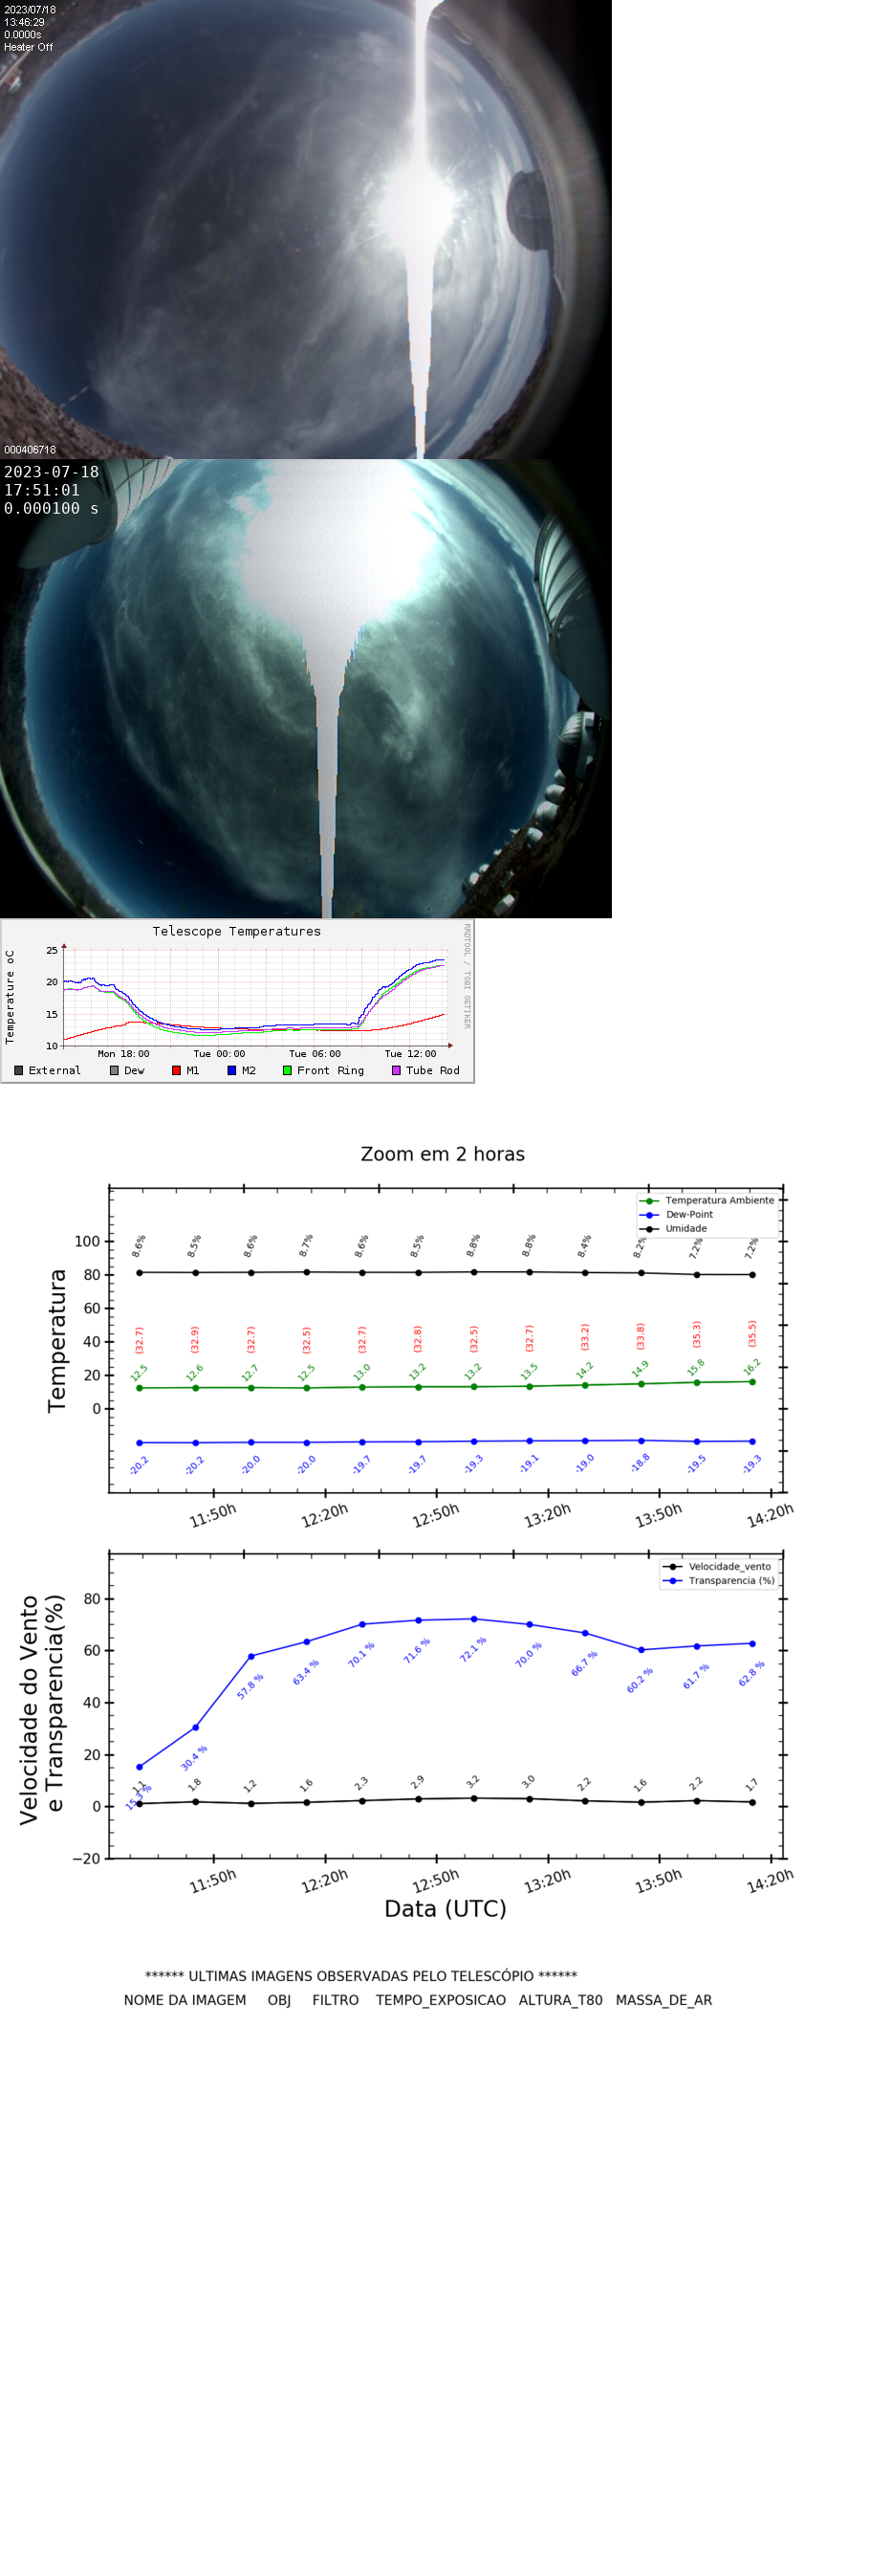 2023/07/18
13:46:29
0.0000s
Heater Off
000406718
2023-07-18
17:51:01
0.000100 s
Telescope Temperatures
RRDTOOL / TOBI OETIKER
Temperature oC
25
20
15
10
Mon 18:00 Tue 00:00 Tue 06:00 Tue 12:00
External Dew M1 M2 Front Ring Tube Rod
Zoom em 2 horas
Temperatura
Temperatura Ambiente
Dew-Point
Umidade
100
80
60
40
20
0
8.6% 8.5% 8.6% 8.7% 8.6% 8.5% 8.8% 8.8% 8.4% 8.2% 7.2% 7.2%
(32.7) (32.9) (32.7) (32.5) (32.7) (32.8) (32.5) (32.7) (33.2) (33.8) (35.3) (35.5)
12.5 12.6 12.7 12.5 13.0 13.2 13.2 13.5 14.2 14.9 15.8 16.2
-20.2 -20.2 -20.0 -20.0 -19.7 -19.7 -19.3 -19.1 -19.0 -18.8 -19.5 -19.3
11:50h 12:20h 12:50h 13:20h 13:50h 14:20h
Velocidade do Vento
e Transparencia(%)
Velocidade_vento
Transparencia (%)
80
60
40
20
0
−20
15.3 % 30.4 % 57.8 % 63.4 % 70.1 % 71.6 % 72.1 % 70.0 % 66.7 % 60.2 % 61.7 % 62.8 %
1.1 1.8 1.2 1.6 2.3 2.9 3.2 3.0 2.2 1.6 2.2 1.7
11:50h 12:20h 12:50h 13:20h 13:50h 14:20h
Data (UTC)
****** ULTIMAS IMAGENS OBSERVADAS PELO TELESCÓPIO ******
NOME DA IMAGEM OBJ FILTRO TEMPO_EXPOSICAO ALTURA_T80 MASSA_DE_AR